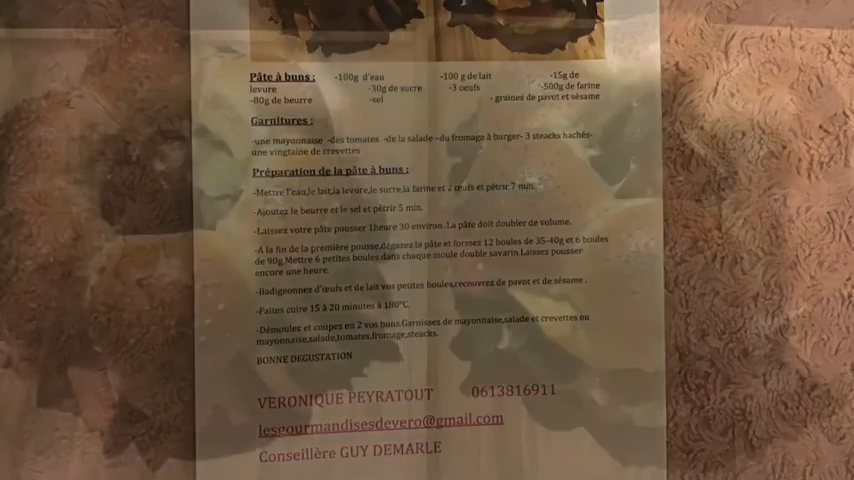 Pâte à buns : -100g d'eau -100 g de lait -15g de
levure -30g de sucre -3 oeufs -500g de farine
-80g de beurre -sel - graines de pavot et sésame
Garnitures :
-une mayonnaise -des tomates -de la salade –du fromage à burger- 3 steacks hachés-
une vingtaine de crevettes
Préparation de la pâte à buns :
-Mettre l'eau,le lait,la levure,le sucre,la farine et 2 œufs et pétrir 7 min.
-Ajoutez le beurre et le sel et pétrir 5 min.
-Laissez votre pâte pousser 1heure 30 environ .La pâte doit doubler de volume.
-A la fin de la première pousse,dégazez la pâte et formez 12 boules de 35-40g et 6 boules
de 90g.Mettre 6 petites boules dans chaque moule double savarin.Laissez pousser
encore une heure.
-Badigeonnez d'œufs et de lait vos petites boules,recouvrez de pavot et de sésame .
-Faites cuire 15 à 20 minutes à 180°C.
-Démoulez et coupez en 2 vos buns.Garnissez de mayonnaise,salade et crevettes ou
mayonnaise,salade,tomates,fromage,steacks.
BONNE DEGUSTATION
VERONIQUE PEYRATOUT 0613816911
lesgourmandisesdevero@gmail.com
Conseillère GUY DEMARLE